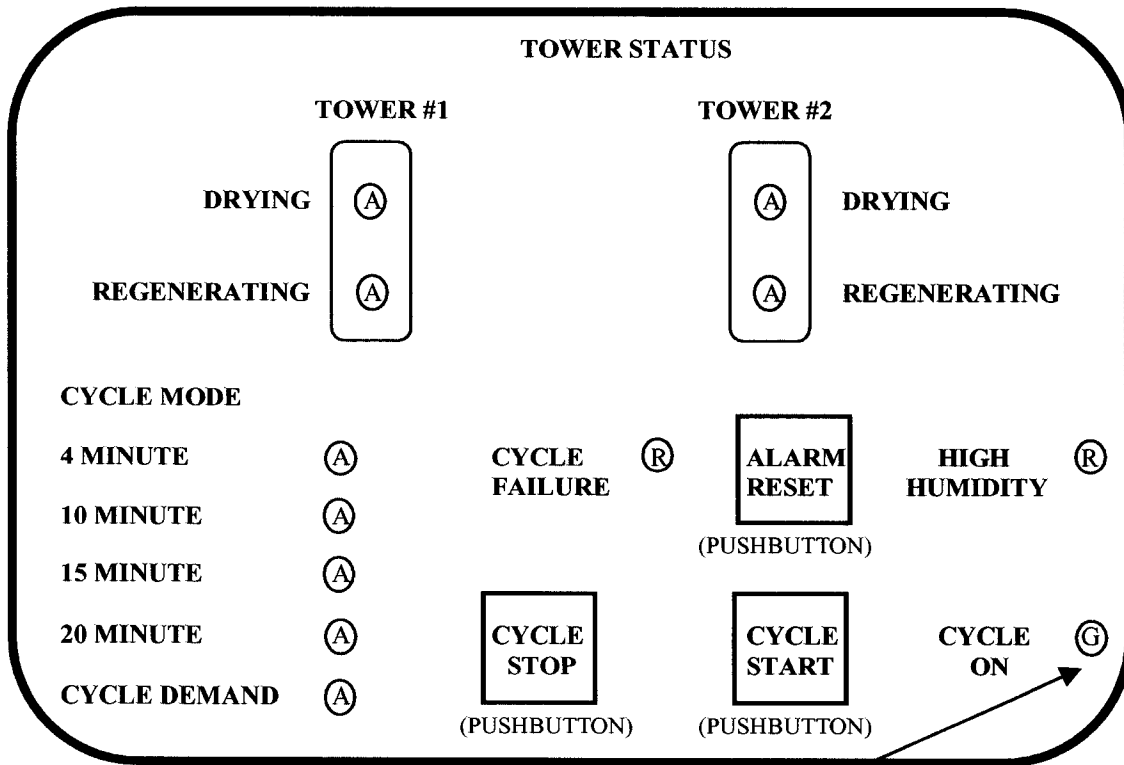 TOWER STATUS
TOWER #1
TOWER #2
DRYING A
A DRYING
REGENERATING A
A REGENERATING
CYCLE MODE
4 MINUTE A
10 MINUTE A
15 MINUTE A
20 MINUTE A
CYCLE DEMAND A
CYCLE R
FAILURE
ALARM
RESET
(PUSHBUTTON)
HIGH R
HUMIDITY
CYCLE
STOP
(PUSHBUTTON)
CYCLE
START
(PUSHBUTTON)
CYCLE G
ON